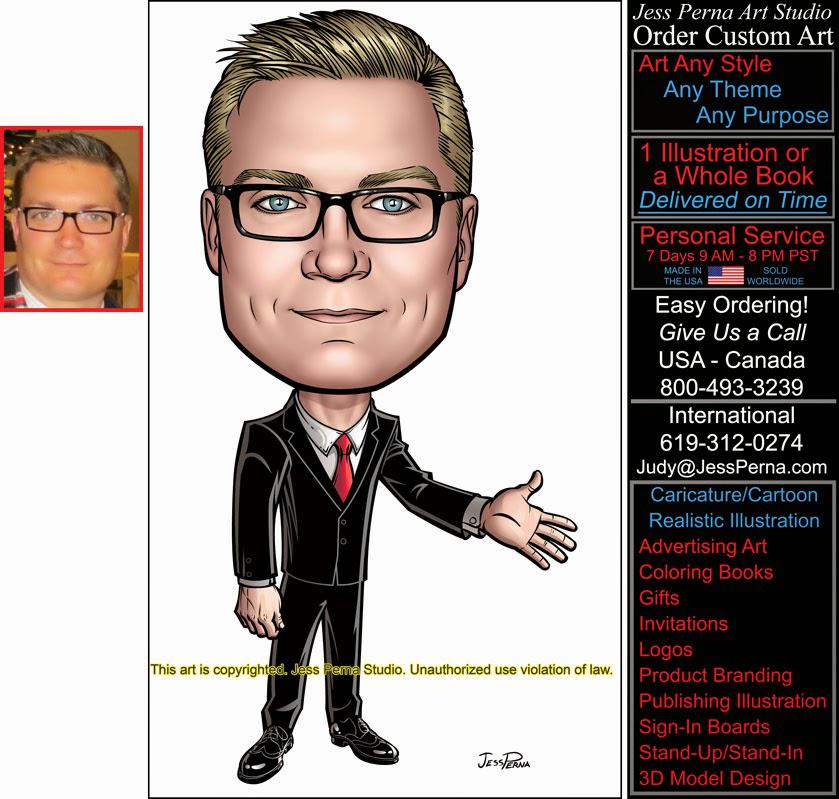 Jess Perna Art Studio
Order Custom Art
Art Any Style
Any Theme
Any Purpose
1 Illustration or
a Whole Book
Delivered on Time
Personal Service
7 Days 9 AM - 8 PM PST
MADE IN
THE USA
SOLD
WORLDWIDE
Easy Ordering!
Give Us a Call
USA - Canada
800-493-3239
International
619-312-0274
Judy@JessPerna.com
Caricature/Cartoon
Realistic Illustration
Advertising Art
Coloring Books
Gifts
Invitations
Logos
Product Branding
Publishing Illustration
Sign-In Boards
Stand-Up/Stand-In
3D Model Design
This art is copyrighted. Jess Perna Studio. Unauthorized use violation of law.
JESS PERNA